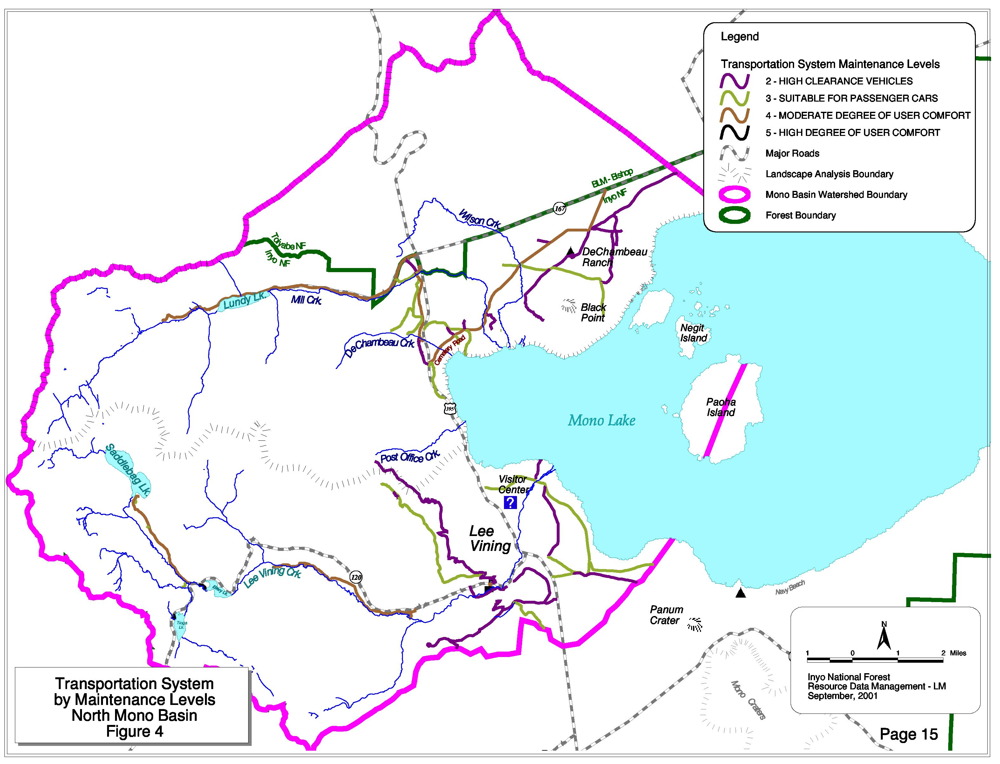 Legend
Transportation System Maintenance Levels
2 - HIGH CLEARANCE VEHICLES
3 - SUITABLE FOR PASSENGER CARS
4 - MODERATE DEGREE OF USER COMFORT
5 - HIGH DEGREE OF USER COMFORT
Major Roads
Landscape Analysis Boundary
Mono Basin Watershed Boundary
Forest Boundary
BLM - Bishop
Inyo NF
167
Wilson Crk.
Toiyabe NF
Inyo NF
DeChambeau
Ranch
Lundy Lk.
Mill Crk.
Black
Point
Negit
Island
DeChambeau Crk.
Cemetery Road
Paoha
Island
395
Mono Lake
Saddlebag Lk.
Post Office Crk.
Visitor
Center
?
Lee
Vining
120
Lee Vining Crk.
Ellery Lk.
Tioga
Lk.
Navy Beach
Panum
Crater
Mono Craters
N
1 0 1 2 Miles
Inyo National Forest
Resource Data Management - LM
September, 2001
Transportation System
by Maintenance Levels
North Mono Basin
Figure 4
Page 15